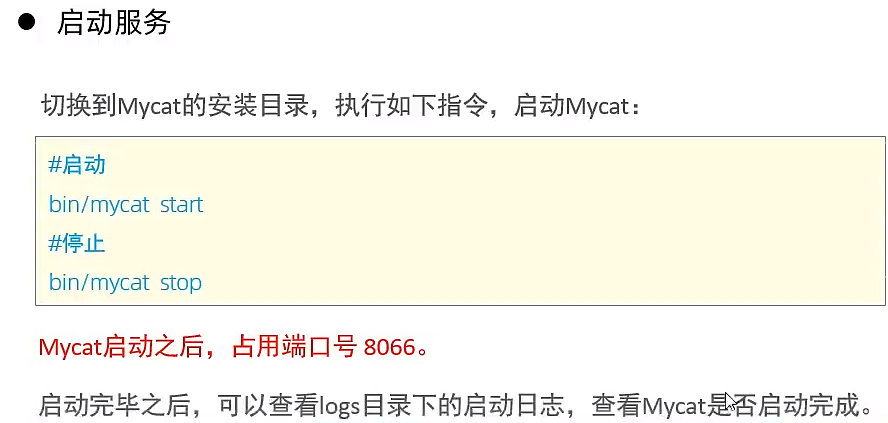 ● 启动服务
切换到Mycat的安装目录，执行如下指令，启动Mycat：
#启动
bin/mycat start
#停止
bin/mycat stop
Mycat启动之后，占用端口号 8066。
启动完毕之后，可以查看logs目录下的启动日志，查看Mycat是否启动完成。